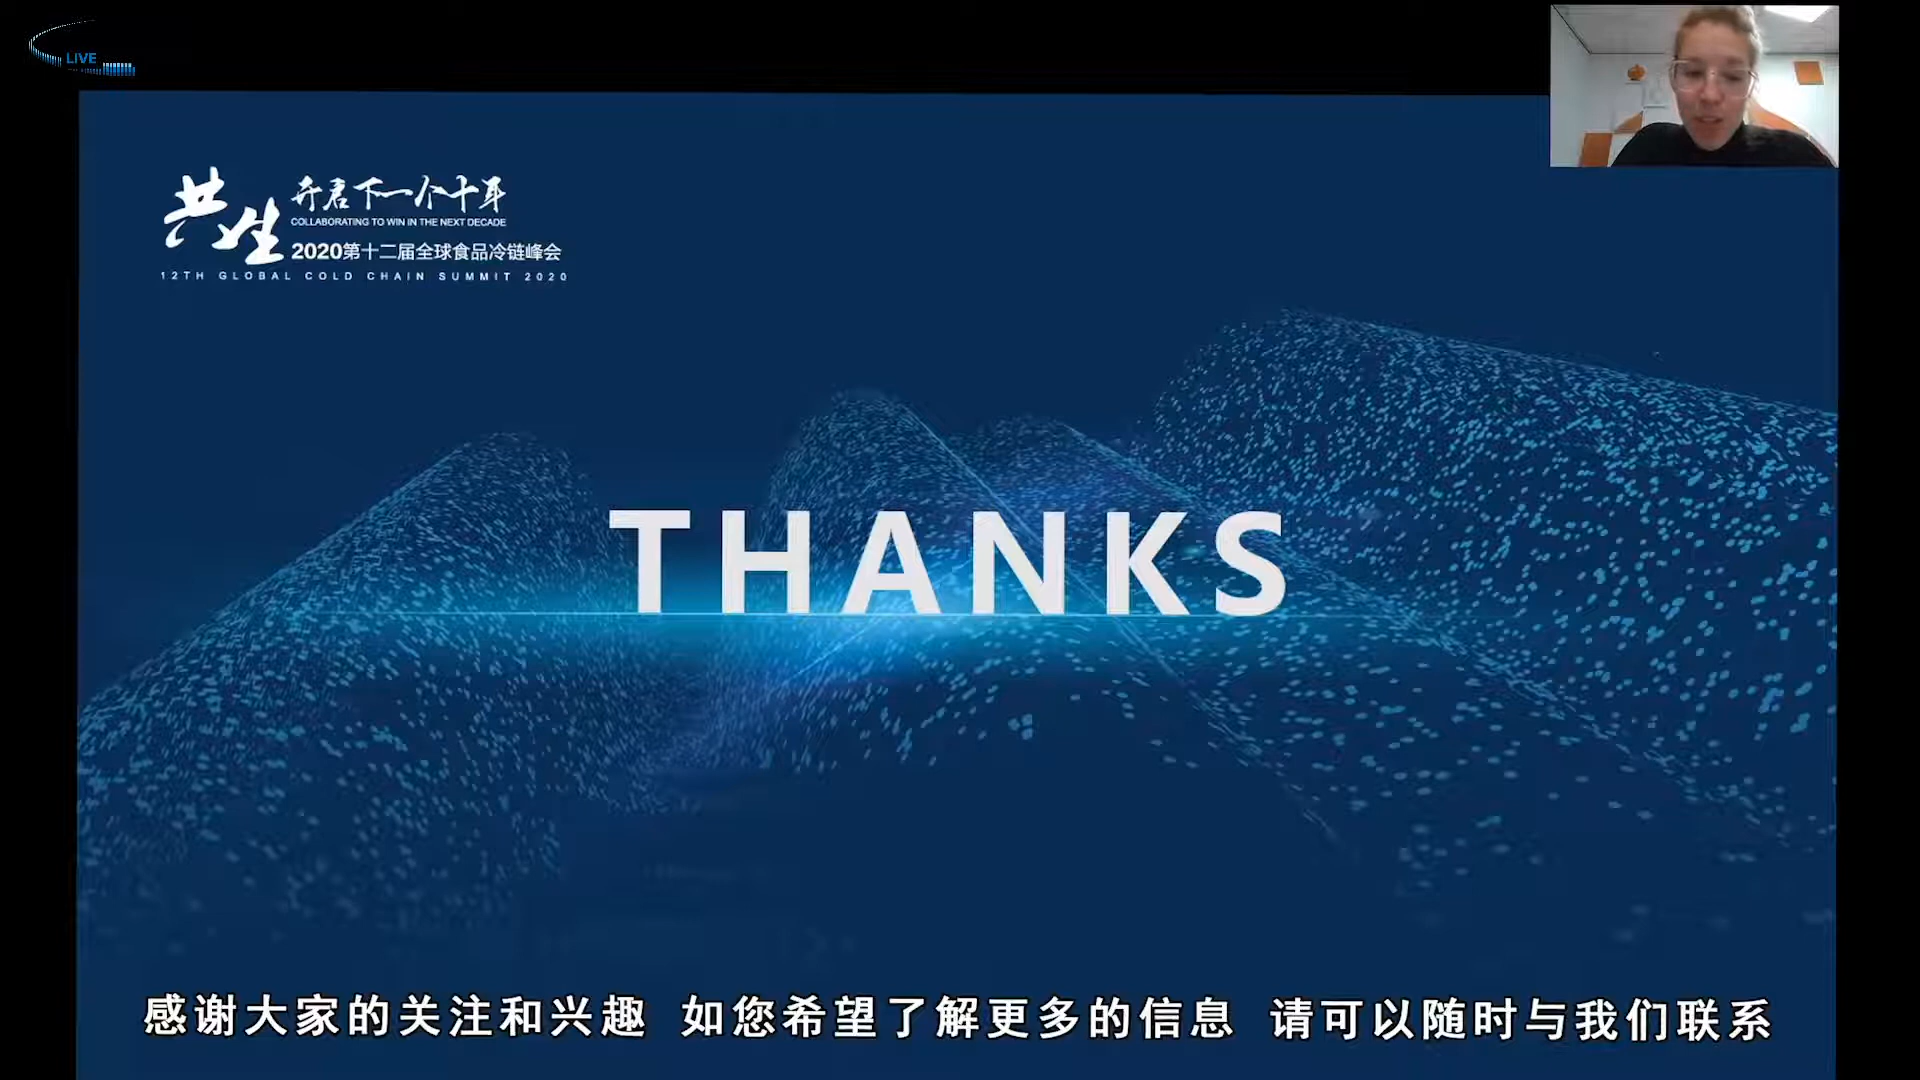 LIVE
共生
开启下一个十年
COLLABORATING TO WIN IN THE NEXT DECADE
2020第十二届全球食品冷链峰会
12TH GLOBAL COLD CHAIN SUMMIT 2020
THANKS
感谢大家的关注和兴趣 如您希望了解更多的信息 请可以随时与我们联系